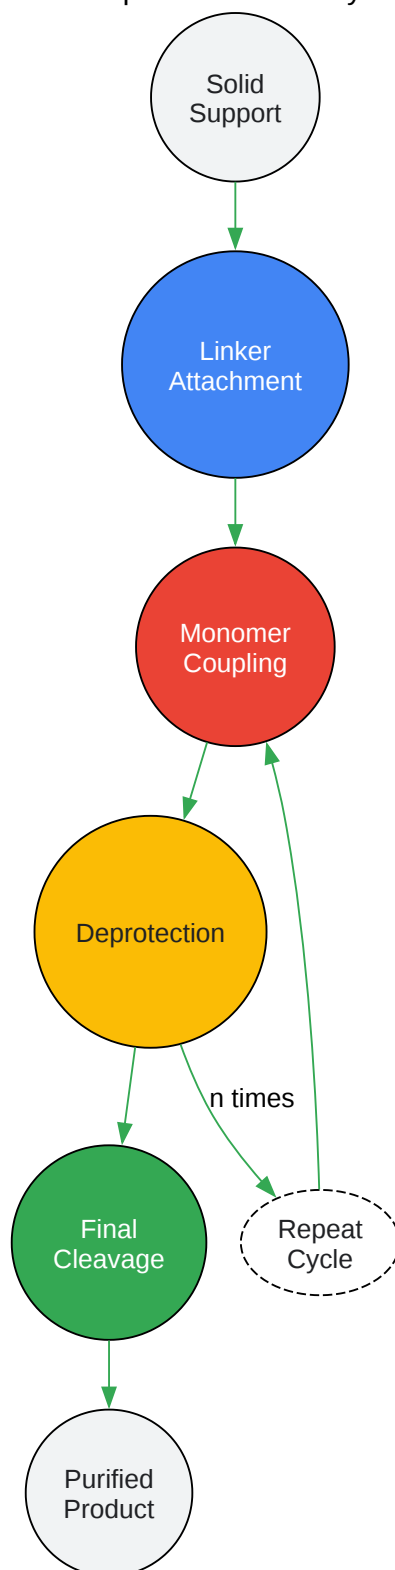 Solid
Support
Linker
Attachment
Monomer
Coupling
Deprotection
n times
Final
Cleavage
Repeat
Cycle
Purified
Product